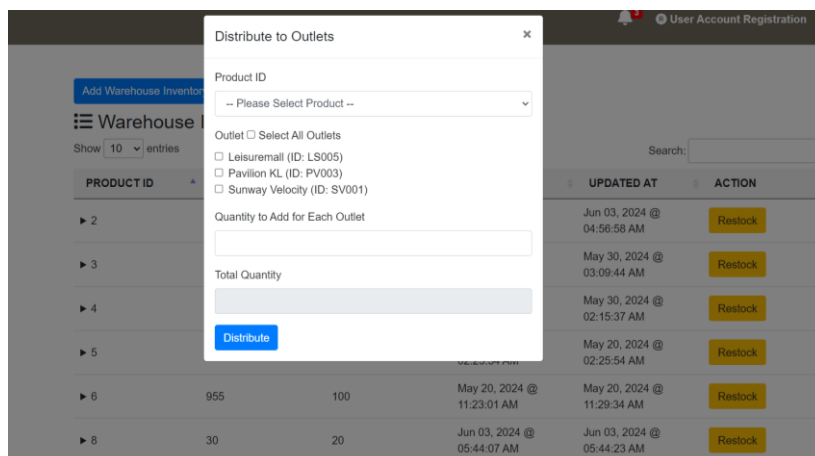 3
User Account Registration
Distribute to Outlets
×
Product ID
-- Please Select Product --
Outlet Select All Outlets
Leisuremall (ID: LS005)
Pavilion KL (ID: PV003)
Sunway Velocity (ID: SV001)
Quantity to Add for Each Outlet
Total Quantity
Distribute
Add Warehouse Inventor
Warehouse I
Show 10 entries
Search:
PRODUCT ID UPDATED AT ACTION
2 Jun 03, 2024 @ Restock
04:56:58 AM
3 May 30, 2024 @ Restock
03:09:44 AM
4 May 30, 2024 @ Restock
02:15:37 AM
5 May 20, 2024 @ Restock
02:25:54 AM
6 955 100 May 20, 2024 @ May 20, 2024 @ Restock
11:23:01 AM 11:29:34 AM
8 30 20 Jun 03, 2024 @ Jun 03, 2024 @ Restock
05:44:07 AM 05:44:23 AM